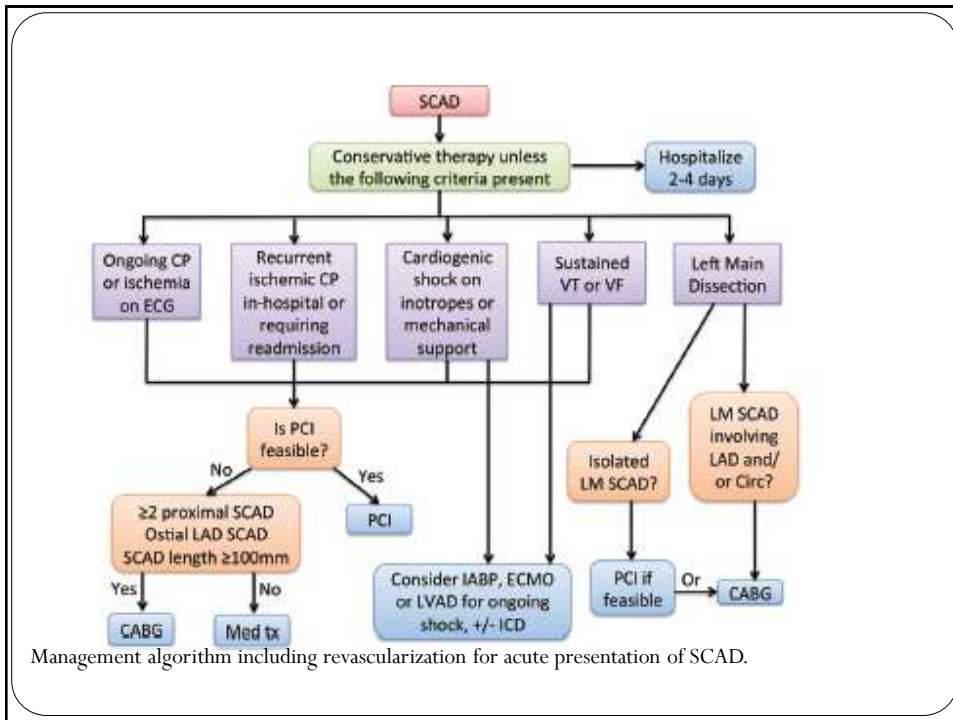 SCAD
Conservative therapy unless
the following criteria present
Hospitalize
2-4 days
Ongoing CP
or ischemia
on ECG
Recurrent
ischemic CP
in-hospital or
requiring
readmission
Cardiogenic
shock on
inotropes or
mechanical
support
Sustained
VT or VF
Left Main
Dissection
Is PCI
feasible?
No
Yes
≥2 proximal SCAD
Ostial LAD SCAD
SCAD length ≥100mm
PCI
Yes
No
CABG
Med tx
Consider IABP, ECMO
or LVAD for ongoing
shock, +/- ICD
Isolated
LM SCAD?
LM SCAD
involving
LAD and/
or Circ?
PCI if
feasible
Or
CABG
Management algorithm including revascularization for acute presentation of SCAD.